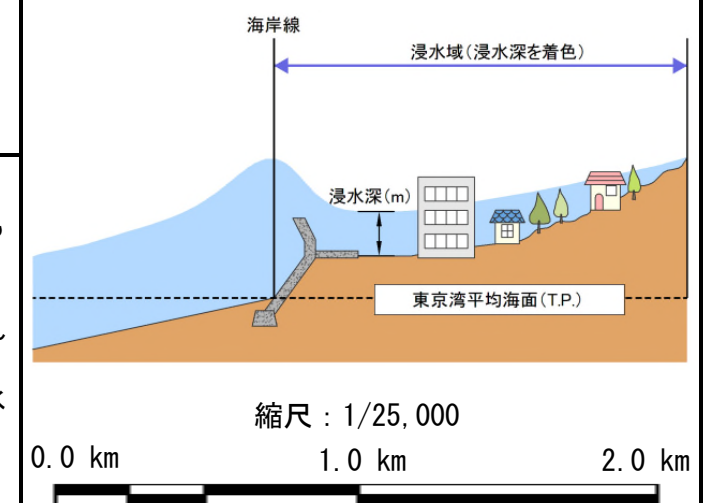 海岸線
浸水域(浸水深を着色)
浸水深(m)
東京湾平均海面(T.P.)
縮尺：1/25,000
0.0 km 1.0 km 2.0 km